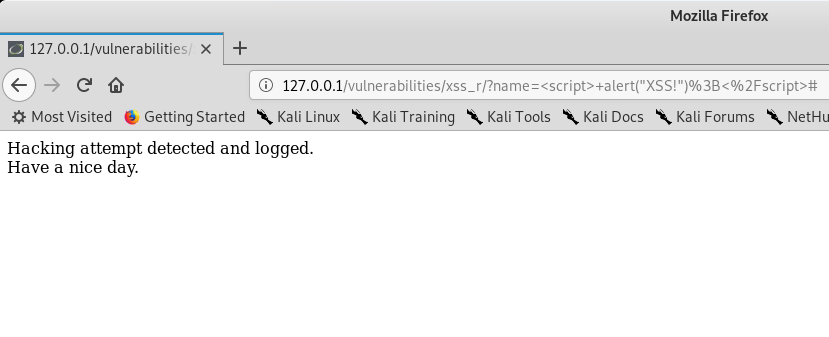 Mozilla Firefox
127.0.0.1/vulnerabilities/
127.0.0.1/vulnerabilities/xss_r/?name=<script>+alert("XSS!")%3B<%2Fscript>#
Most Visited Getting Started Kali Linux Kali Training Kali Tools Kali Docs Kali Forums NetHu
Hacking attempt detected and logged.
Have a nice day.